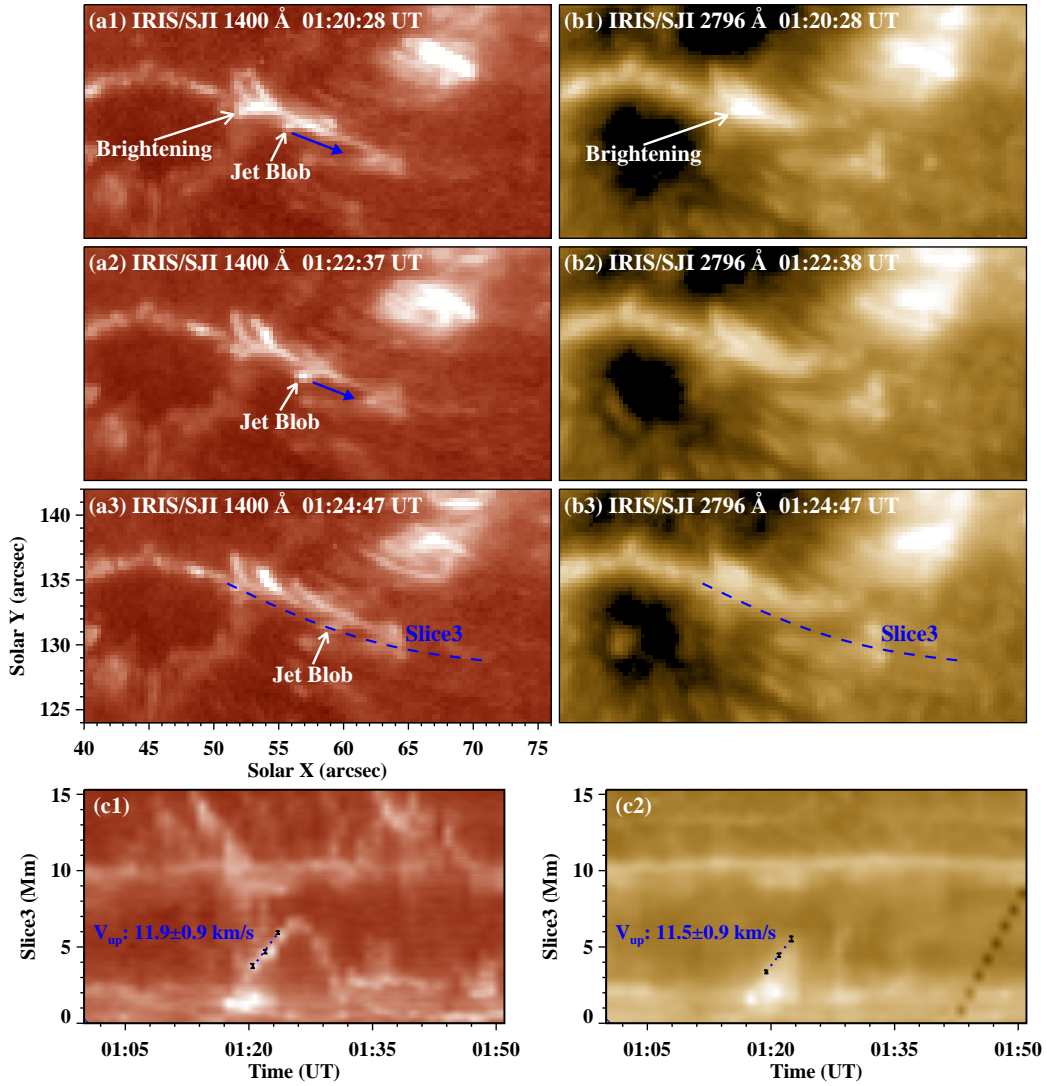 (a1) IRIS/SJI 1400 Å 01:20:28 UT
Brightening
Jet Blob
(b1) IRIS/SJI 2796 Å 01:20:28 UT
Brightening
(a2) IRIS/SJI 1400 Å 01:22:37 UT
Jet Blob
(b2) IRIS/SJI 2796 Å 01:22:38 UT
(a3) IRIS/SJI 1400 Å 01:24:47 UT
Slice3
Jet Blob
140
135
130
125
Solar Y (arcsec)
40 45 50 55 60 65 70 75
Solar X (arcsec)
(b3) IRIS/SJI 2796 Å 01:24:47 UT
Slice3
(c1)
15
10
5
0
Slice3 (Mm)
V_up: 11.9±0.9 km/s
01:05 01:20 01:35 01:50
Time (UT)
(c2)
15
10
5
0
Slice3 (Mm)
V_up: 11.5±0.9 km/s
01:05 01:20 01:35 01:50
Time (UT)